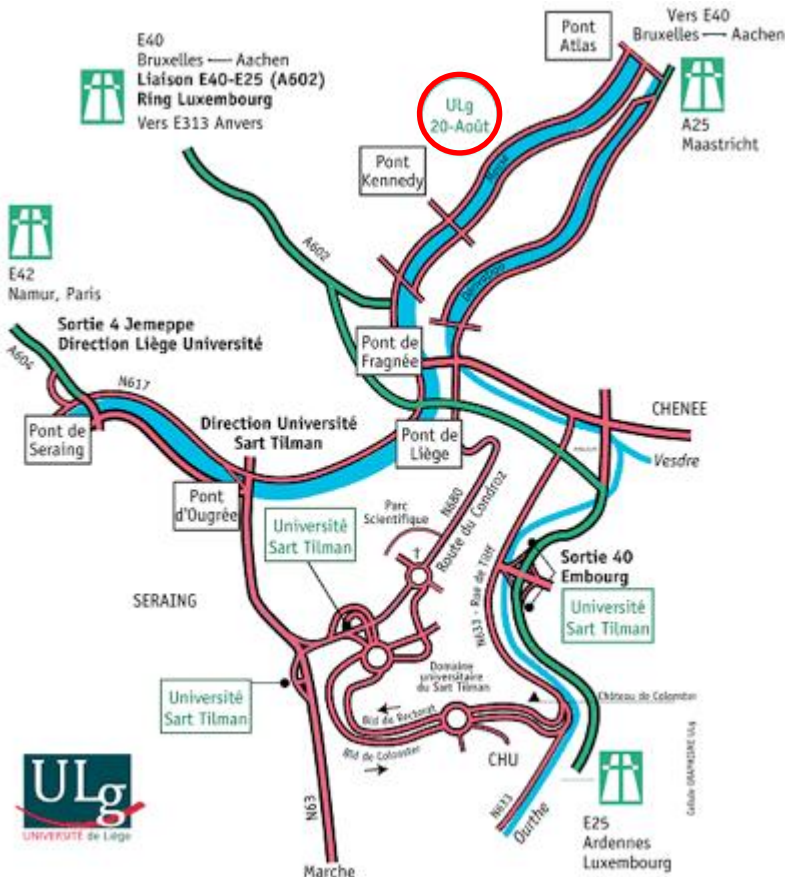 Pont
Atlas
Vers E40
Bruxelles — Aachen
E40
Bruxelles — Aachen
Liaison E40-E25 (A602)
Ring Luxembourg
Vers E313 Anvers
ULg
20-Août
A25
Maastricht
Pont
Kennedy
Meuse
A602
Dérivation
E42
Namur, Paris
Sortie 4 Jemeppe
Direction Liège Université
A604
N617
Pont de
Fragnée
CHENEE
Vesdre
Pont de
Seraing
Direction Université
Sart Tilman
Pont de
Liège
Pont
d'Ougrée
Parc
Scientifique
N680
Route du Condroz
Université
Sart Tilman
Sortie 40
Embourg
Université
Sart Tilman
N633 - Rue de Tilff
SERAING
Domaine
universitaire
du Sart Tilman
Université
Sart Tilman
Château de Colonster
Bld du Rectorat
Bld de Colonster
CHU
Cellule GRAPHISME ULg
ULg
UNIVERSITÉ de Liège
N63
N633
Ourthe
E25
Ardennes
Luxembourg
Marche